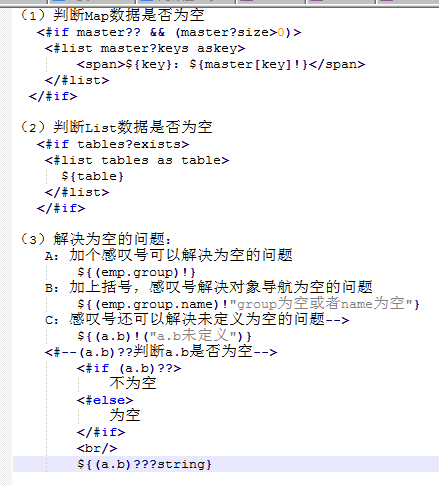 (1) 判断Map数据是否为空
<#if master?? && (master?size>0)>
<#list master?keys askey>
<span>${key}: ${master[key]!}</span>
</#list>
</#if>
(2) 判断List数据是否为空
<#if tables?exists>
<#list tables as table>
${table}
</#list>
</#if>
(3) 解决为空的问题:
A: 加个感叹号可以解决为空的问题
${(emp.group)!}
B: 加上括号，感叹号解决对象导航为空的问题
${(emp.group.name)!"group为空或者name为空"}
C: 感叹号还可以解决未定义为空的问题-->
${(a.b)!("a.b未定义")}
<#--(a.b)??判断a.b是否为空-->
<#if (a.b)??>
不为空
<#else>
为空
</#if>
<br/>
${(a.b)???string}